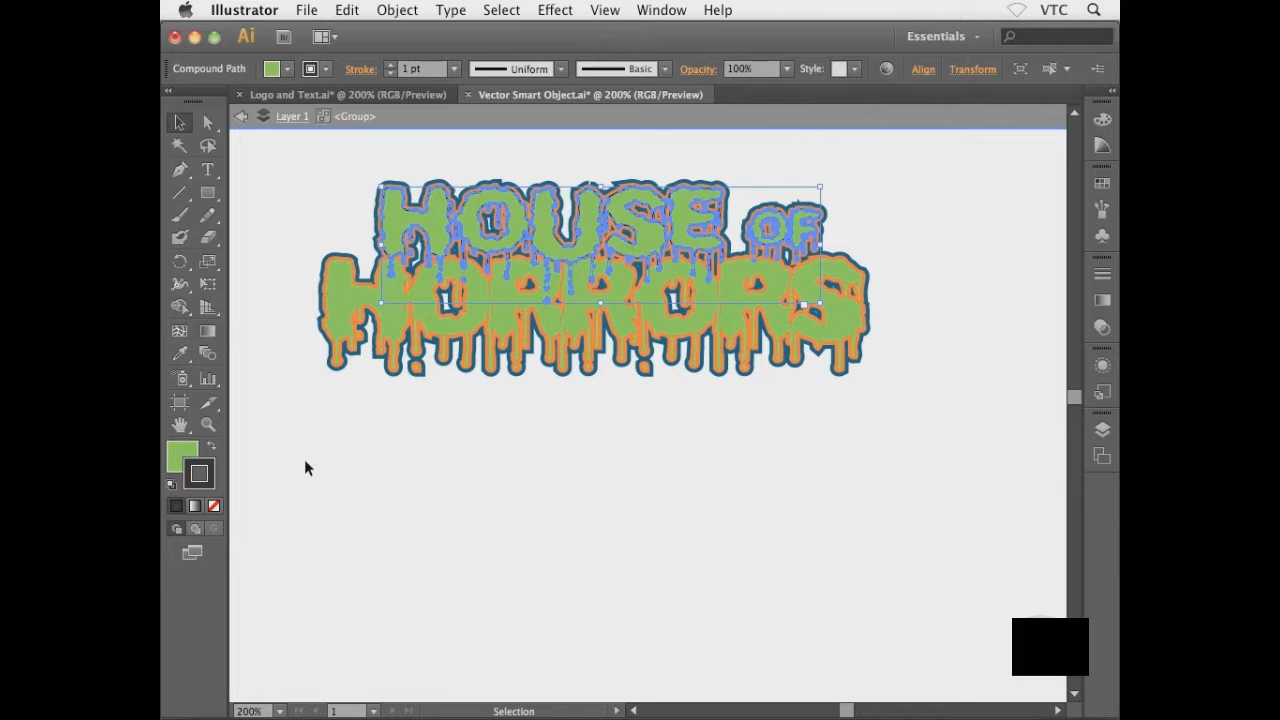 Illustrator File Edit Object Type Select Effect View Window Help VTC
Ai Br Essentials
Compound Path Stroke: 1 pt Uniform Basic Opacity: 100% Style: Align Transform
× Logo and Text.ai* @ 200% (RGB/Preview) × Vector Smart Object.ai* @ 200% (RGB/Preview)
Layer 1 <Group>
HOUSE OF
HORRORS
200% 1 Selection